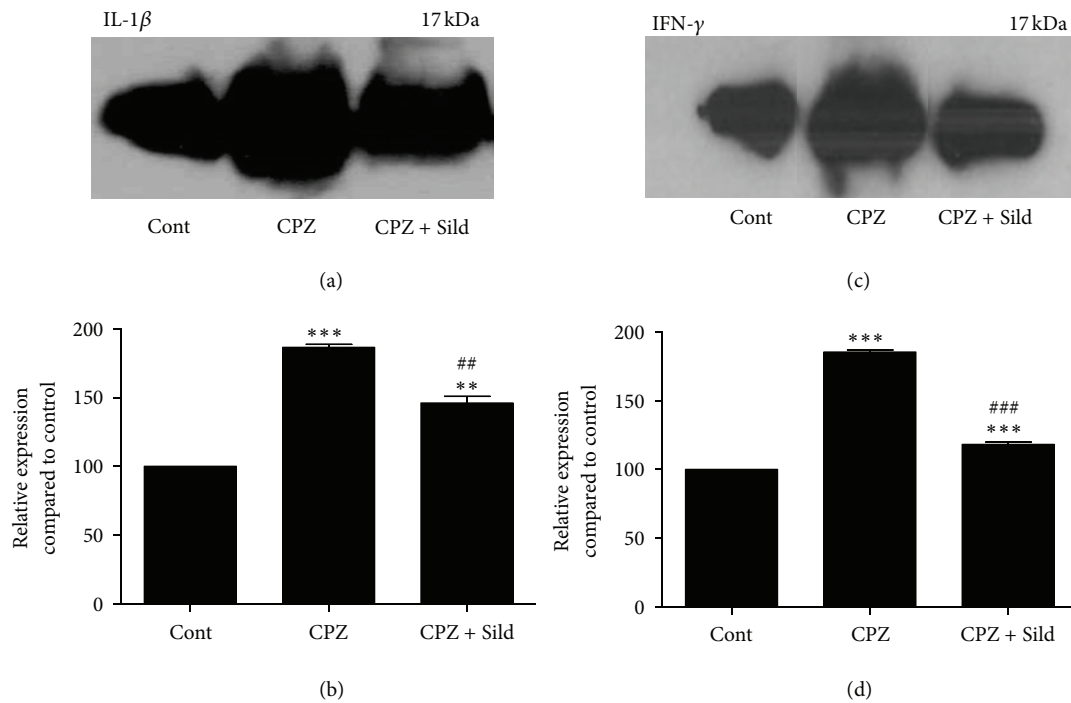 IL-1β 17 kDa
Cont CPZ CPZ + Sild
(a)
IFN-γ 17 kDa
Cont CPZ CPZ + Sild
(c)
Relative expression
compared to control
200
150
100
50
0
***
##
**
Cont CPZ CPZ + Sild
(b)
Relative expression
compared to control
200
150
100
50
0
***
###
***
Cont CPZ CPZ + Sild
(d)